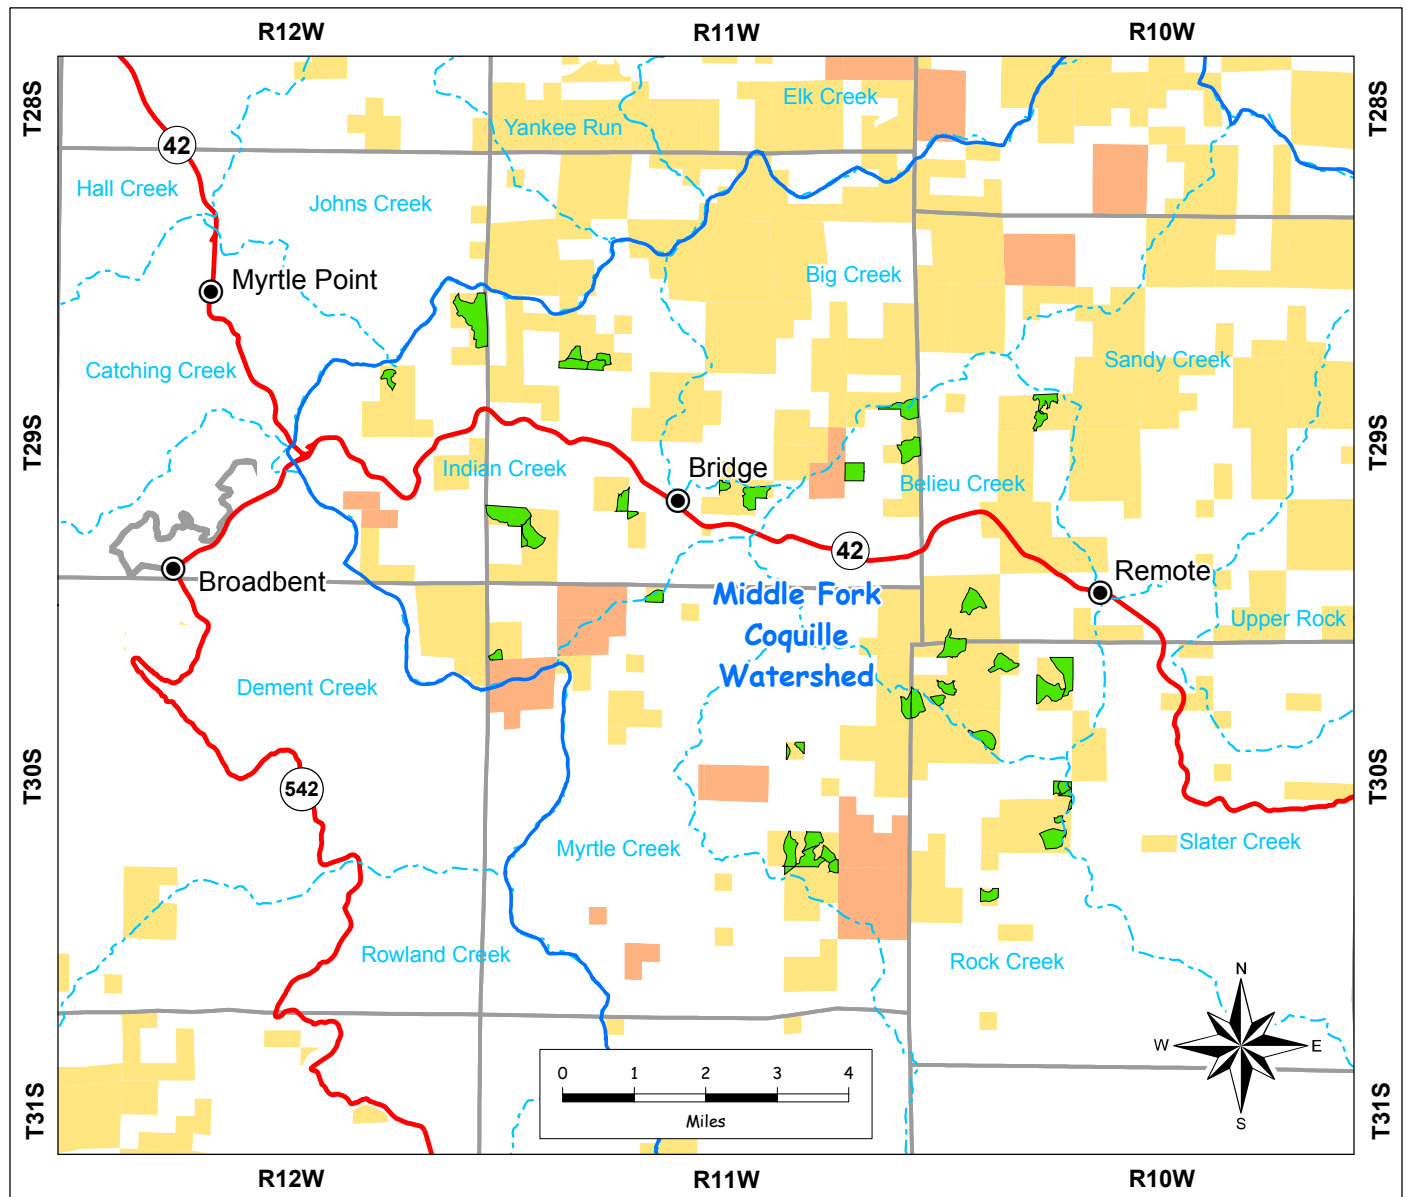 R12W
R11W
R10W
T28S
T28S
Elk Creek
Yankee Run
42
Hall Creek
Johns Creek
Myrtle Point
Big Creek
Catching Creek
Sandy Creek
T29S
T29S
Indian Creek
Bridge
Belieu Creek
42
Broadbent
Remote
Middle Fork
Coquille
Watershed
Upper Rock
Dement Creek
T30S
T30S
542
Myrtle Creek
Slater Creek
Rowland Creek
Rock Creek
N
W
E
S
0 1 2 3 4
Miles
T31S
T31S
R12W
R11W
R10W